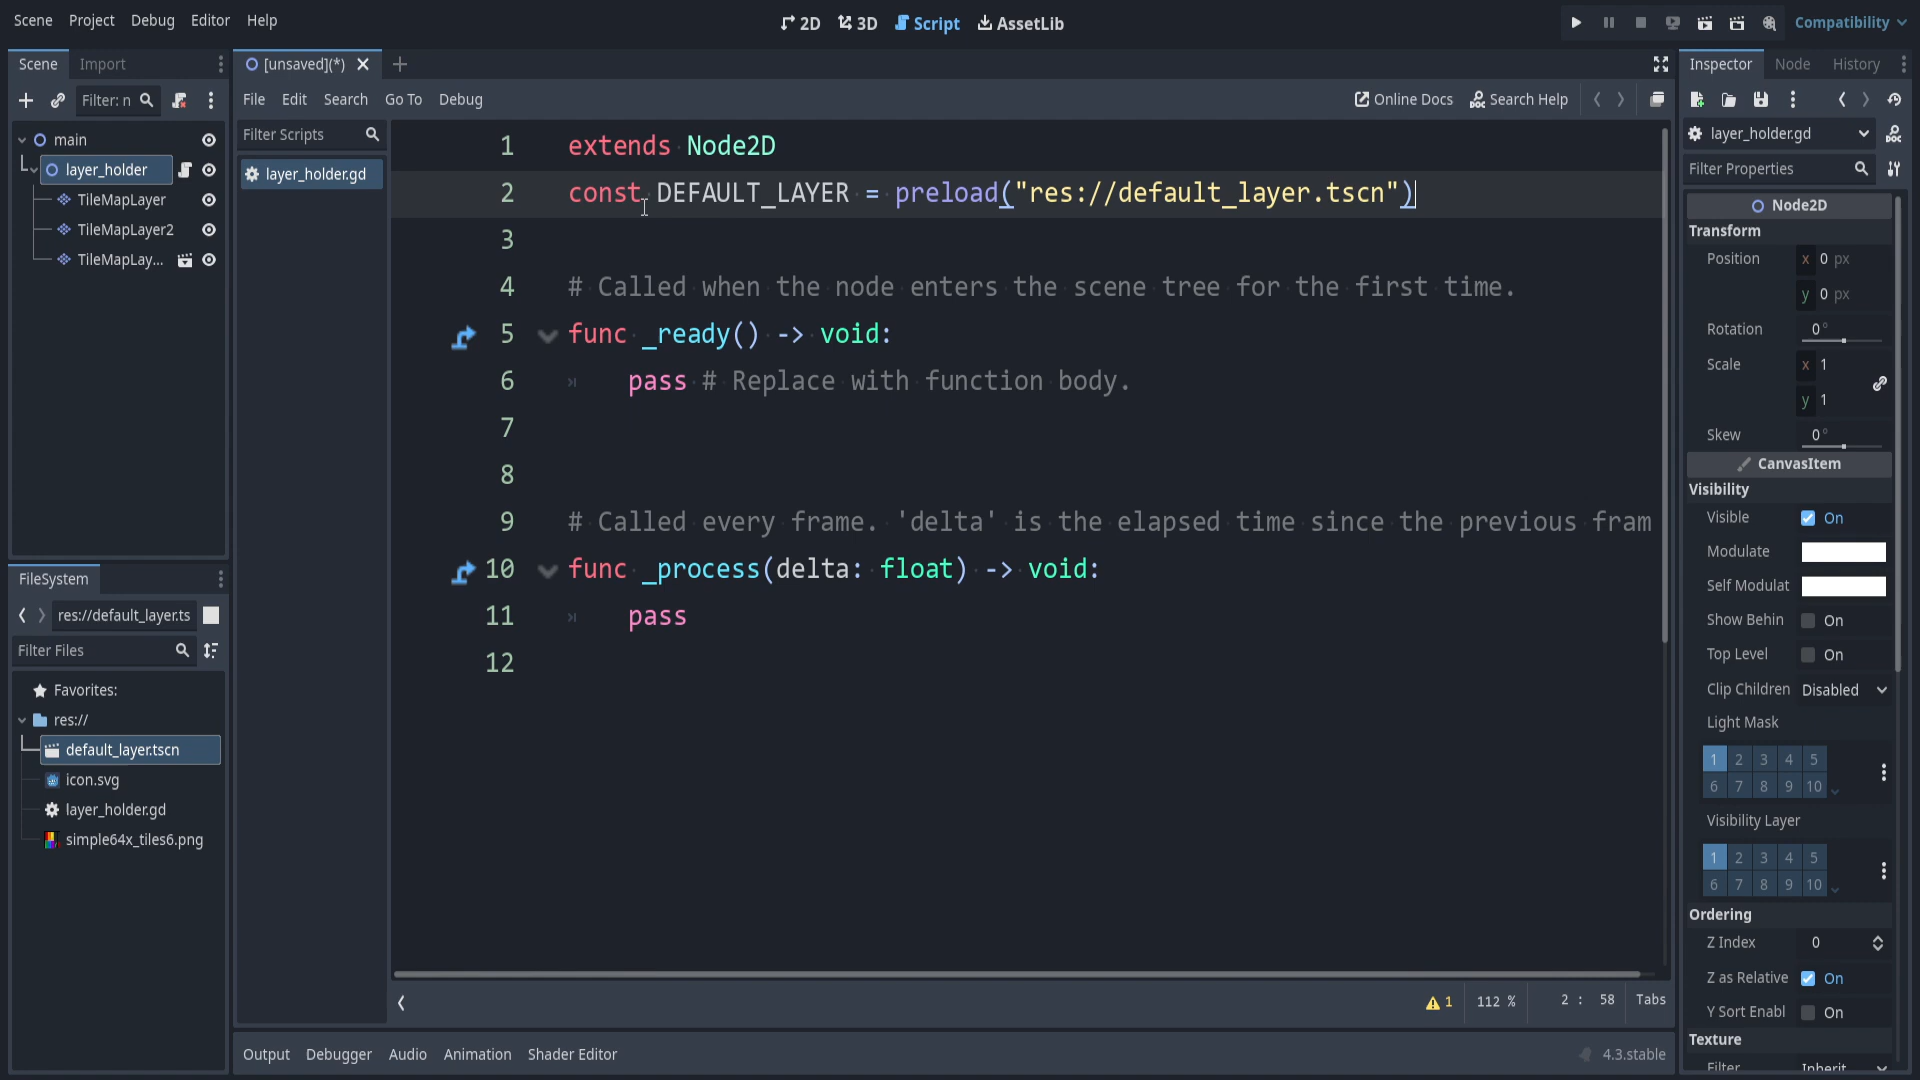 Scene Project Debug Editor Help
2D 3D Script AssetLib
Compatibility
Scene Import
[unsaved](*)
Inspector Node History
Filter: n
File Edit Search Go To Debug
Online Docs Search Help
main
layer_holder
TileMapLayer
TileMapLayer2
TileMapLay...
Filter Scripts
layer_holder.gd
1 extends Node2D
2 const DEFAULT_LAYER = preload("res://default_layer.tscn")
3
4 # Called when the node enters the scene tree for the first time.
5 func _ready() -> void:
6 pass # Replace with function body.
7
8
9 # Called every frame. 'delta' is the elapsed time since the previous fram
10 func _process(delta: float) -> void:
11 pass
12
112 %
2 : 58
Tabs
1
FileSystem
res://default_layer.ts
Filter Files
Favorites:
res://
default_layer.tscn
icon.svg
layer_holder.gd
simple64x_tiles6.png
Output Debugger Audio Animation Shader Editor
4.3.stable
layer_holder.gd
Filter Properties
Node2D
Transform
Position x 0 px
y 0 px
Rotation 0 °
Scale x 1
y 1
Skew 0 °
CanvasItem
Visibility
Visible On
Modulate
Self Modulat
Show Behin On
Top Level On
Clip Children Disabled
Light Mask
1 2 3 4 5
6 7 8 9 10
Visibility Layer
1 2 3 4 5
6 7 8 9 10
Ordering
Z Index 0
Z as Relative On
Y Sort Enabl On
Texture
Filter Inherit